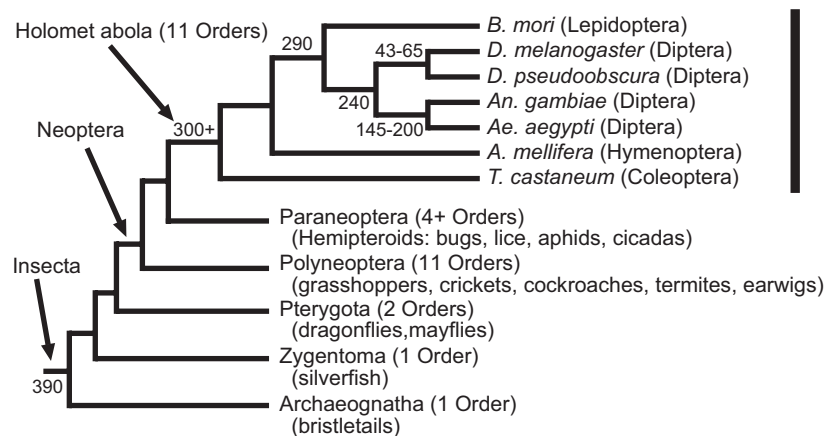 Holomet abola (11 Orders)
Neoptera
Insecta
390
300+
290
240
43-65
145-200
B. mori (Lepidoptera)
D. melanogaster (Diptera)
D. pseudoobscura (Diptera)
An. gambiae (Diptera)
Ae. aegypti (Diptera)
A. mellifera (Hymenoptera)
T. castaneum (Coleoptera)
Paraneoptera (4+ Orders)
(Hemipteroids: bugs, lice, aphids, cicadas)
Polyneoptera (11 Orders)
(grasshoppers, crickets, cockroaches, termites, earwigs)
Pterygota (2 Orders)
(dragonflies,mayflies)
Zygentoma (1 Order)
(silverfish)
Archaeognatha (1 Order)
(bristletails)